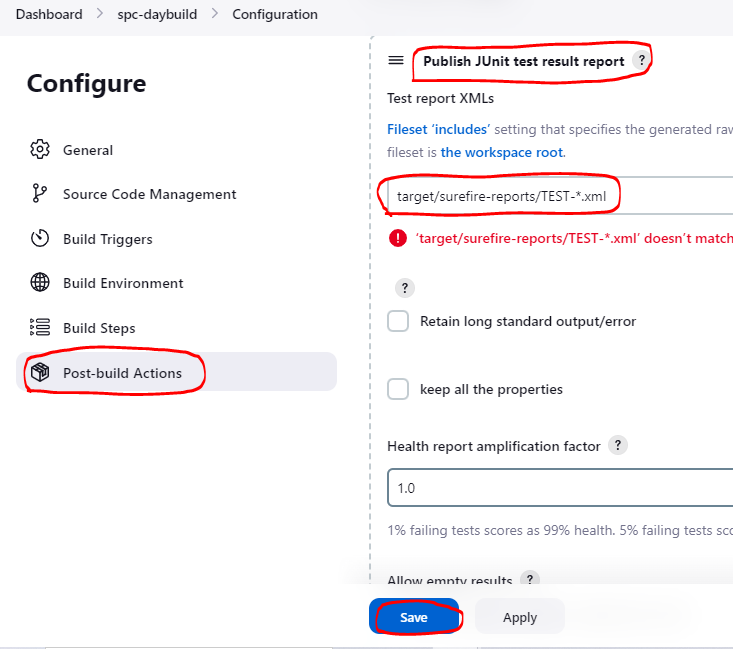 Dashboard > spc-daybuild > Configuration
Configure
General
Source Code Management
Build Triggers
Build Environment
Build Steps
Post-build Actions
Publish JUnit test result report ?
Test report XMLs
Fileset ‘includes’ setting that specifies the generated raw
fileset is the workspace root.
target/surefire-reports/TEST-*.xml
‘target/surefire-reports/TEST-*.xml’ doesn’t match
?
Retain long standard output/error
keep all the properties
Health report amplification factor ?
1.0
1% failing tests scores as 99% health. 5% failing tests sco
Allow empty results ?
Save
Apply